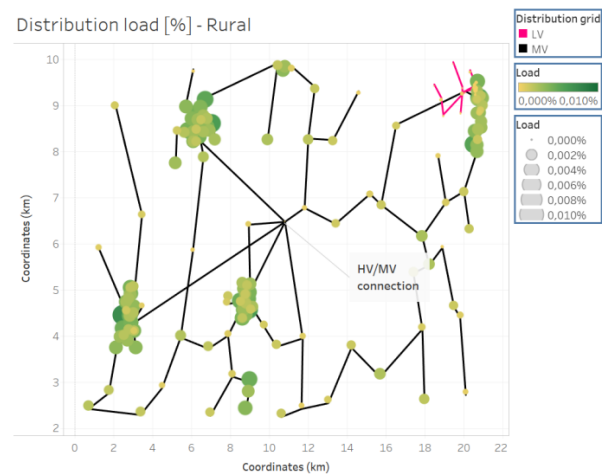 Distribution load [%] - Rural
Distribution grid
LV
MV
Load
0,000% 0,010%
Load
0,000%
0,002%
0,004%
0,006%
0,008%
0,010%
10
9
8
7
6
5
4
3
2
Coordinates (km)
HV/MV
connection
0 2 4 6 8 10 12 14 16 18 20 22
Coordinates (km)